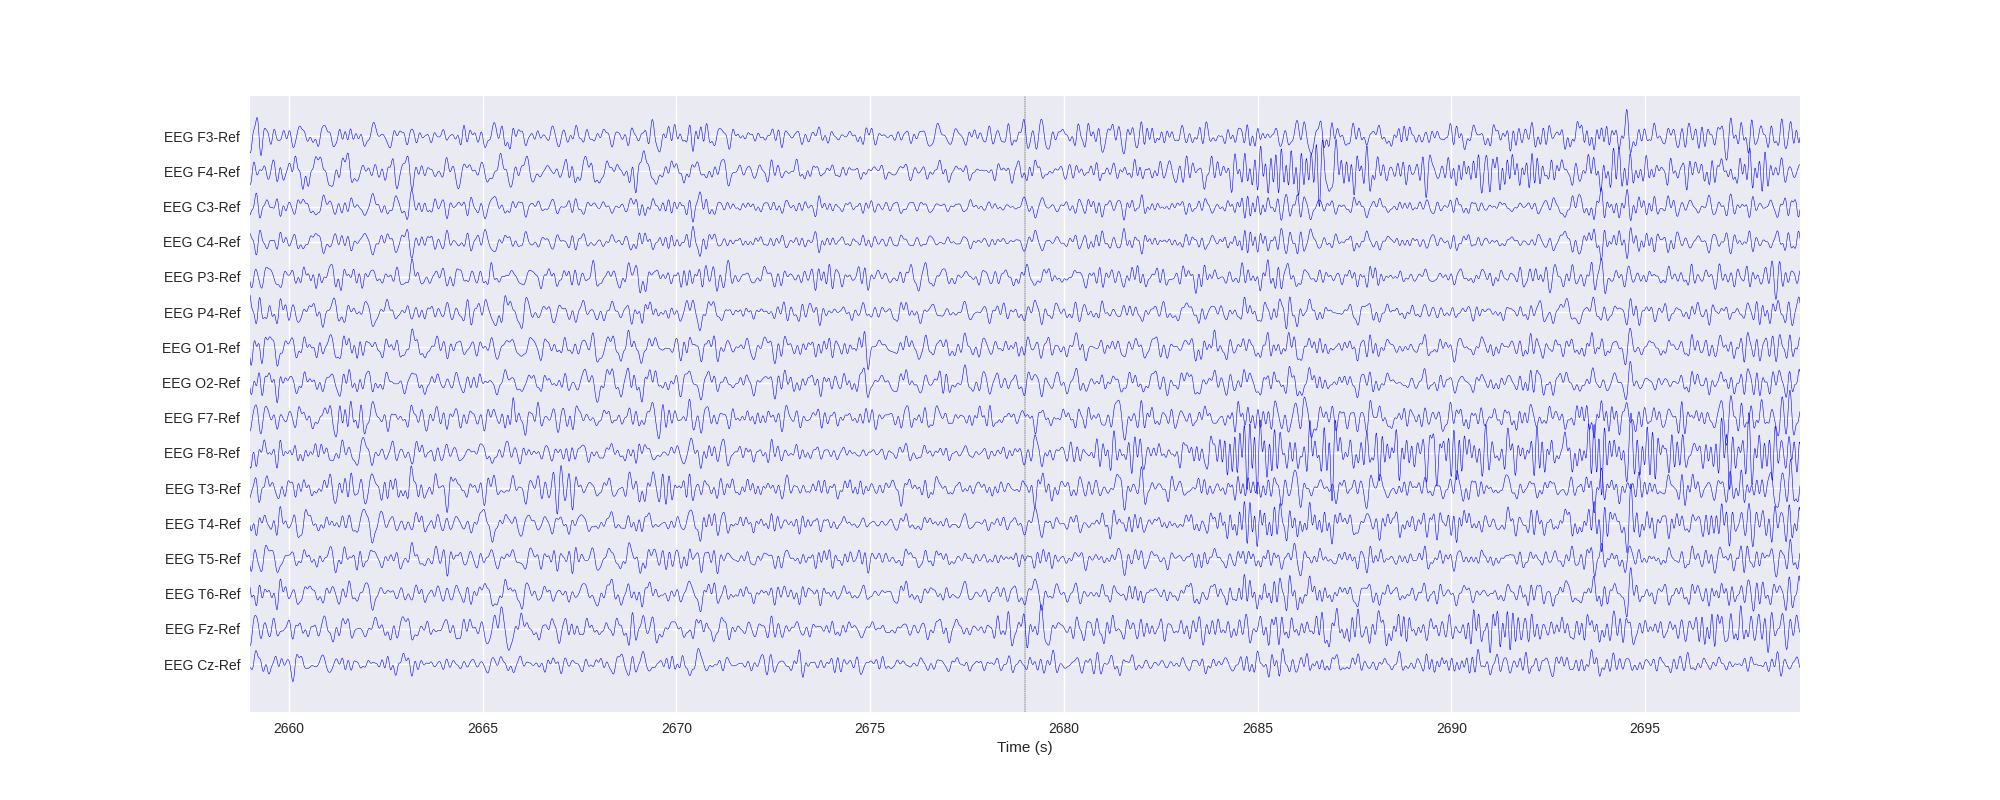 EEG F3-Ref
EEG F4-Ref
EEG C3-Ref
EEG C4-Ref
EEG P3-Ref
EEG P4-Ref
EEG O1-Ref
EEG O2-Ref
EEG F7-Ref
EEG F8-Ref
EEG T3-Ref
EEG T4-Ref
EEG T5-Ref
EEG T6-Ref
EEG Fz-Ref
EEG Cz-Ref
2660 2665 2670 2675 2680 2685 2690 2695
Time (s)